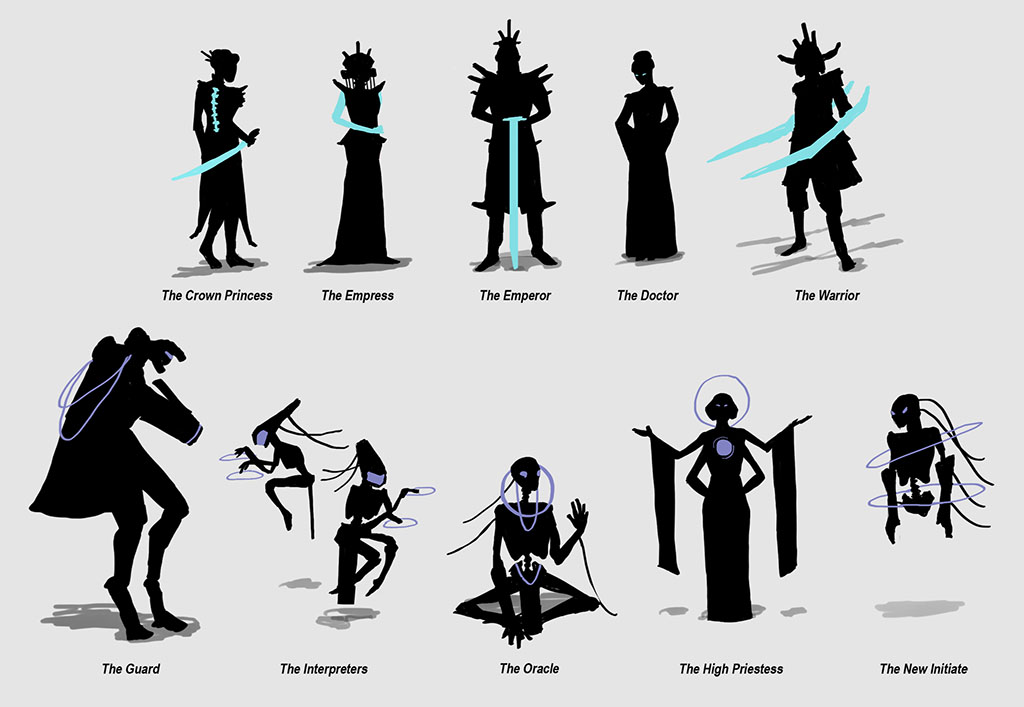 The Crown Princess
The Empress
The Emperor
The Doctor
The Warrior
The Guard
The Interpreters
The Oracle
The High Priestess
The New Initiate